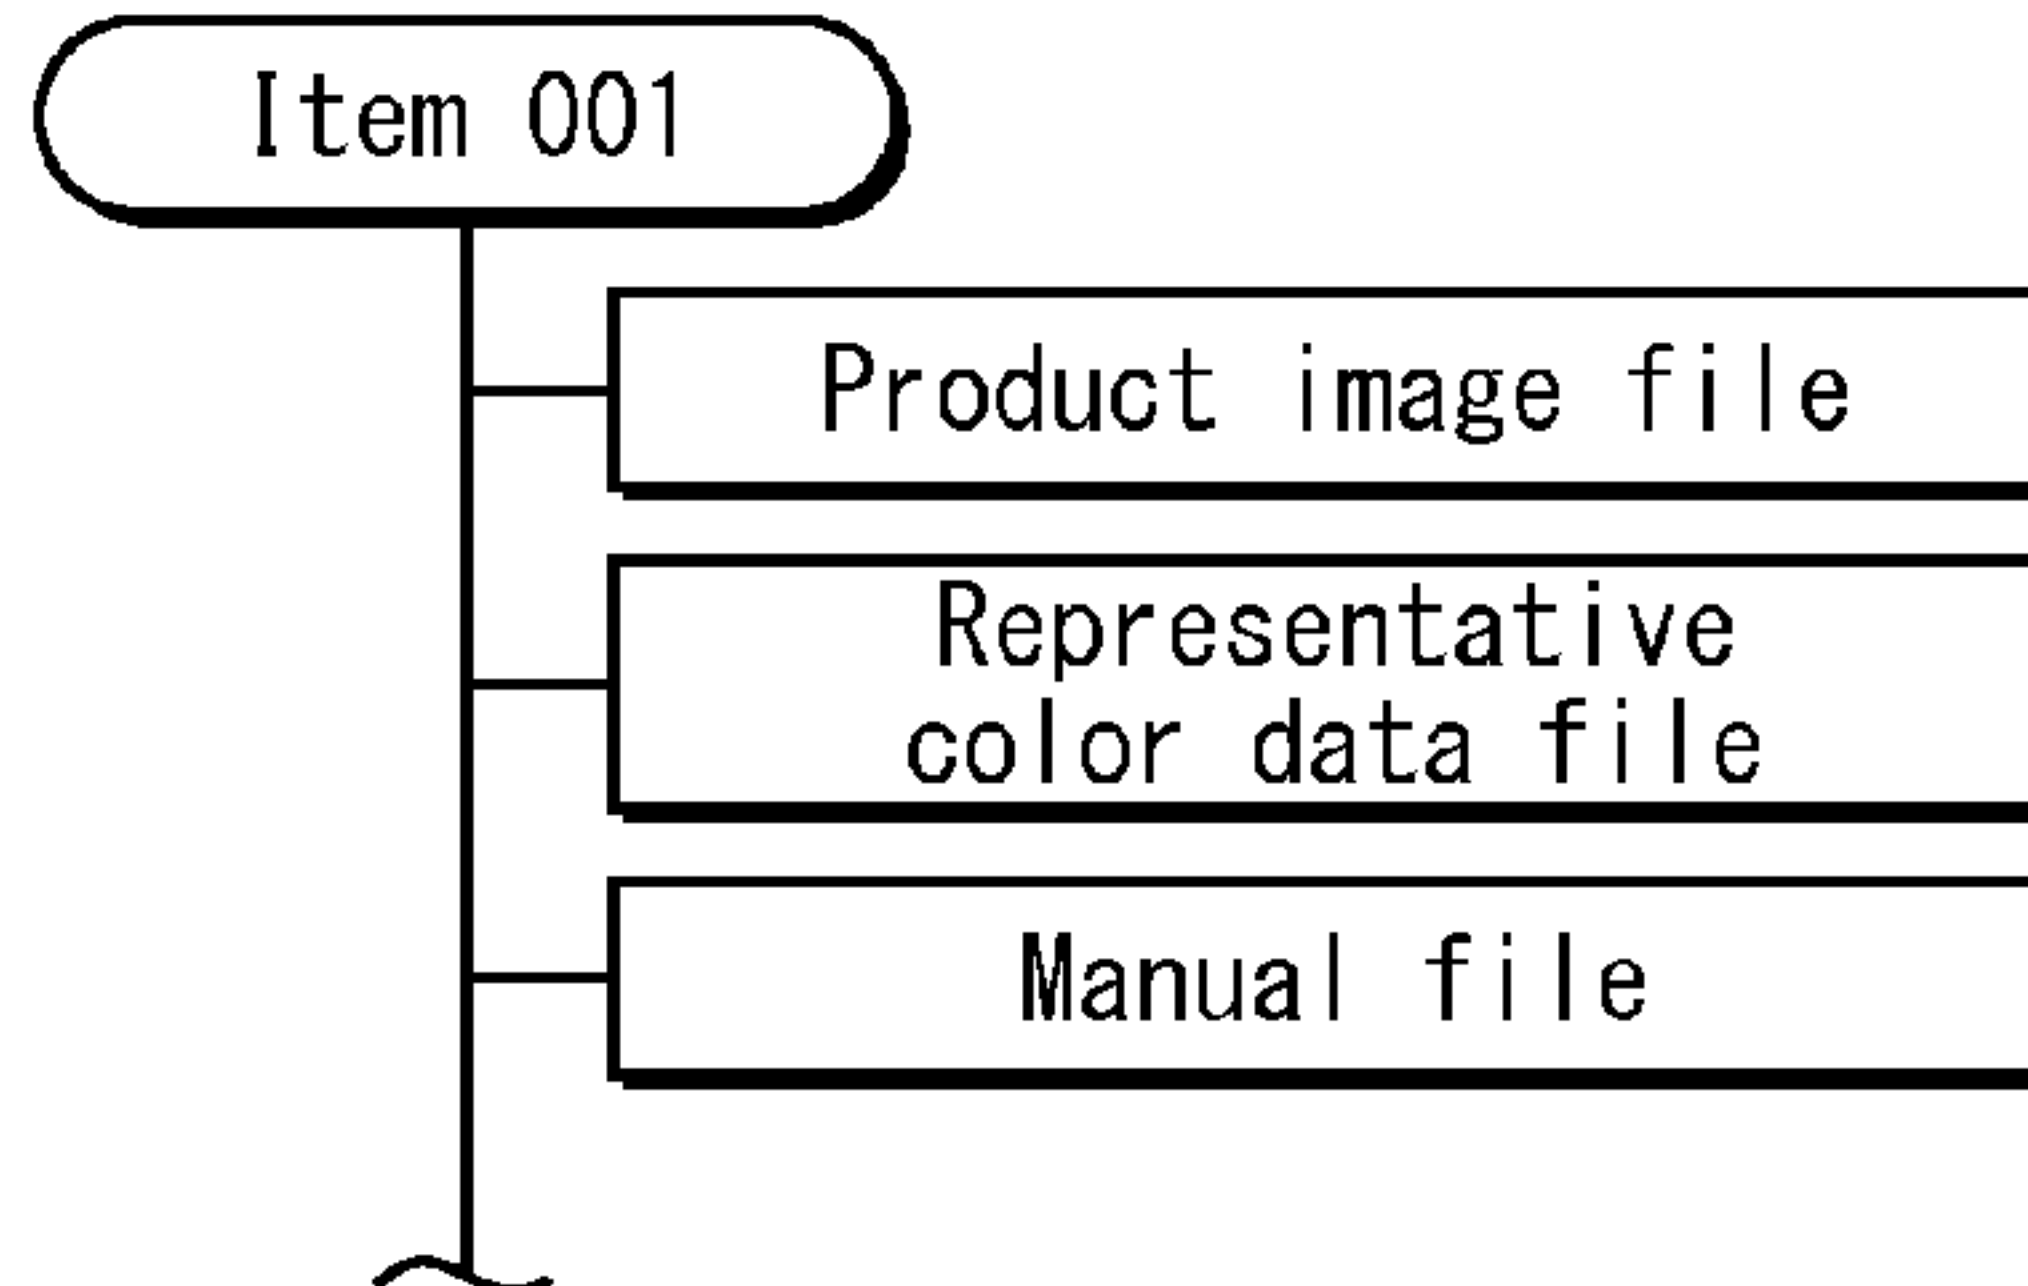 Item 001
Product image file
Representative
color data file
Manual file